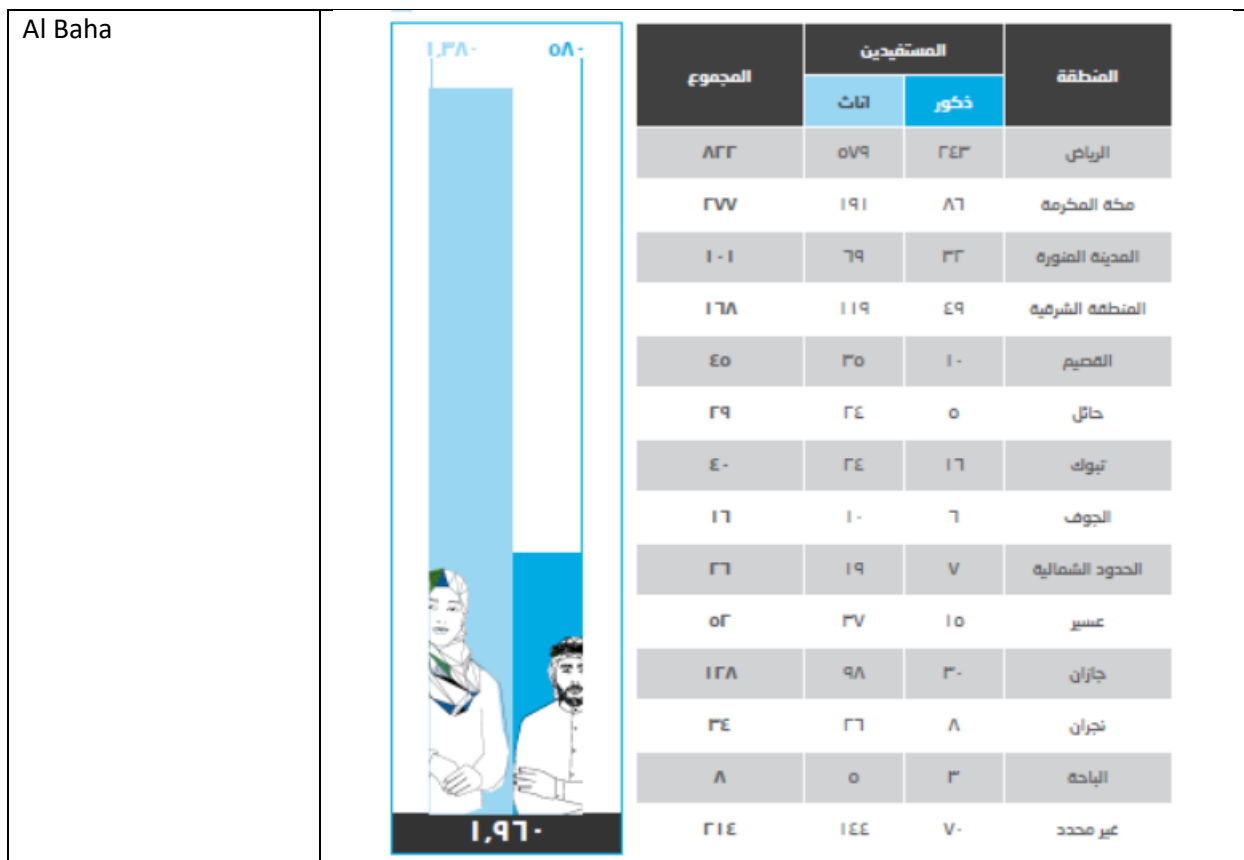 Al Baha
١,٣٨٠ ٥٨٠
المنطقة المستفيدين المجموع
ذكور اناث
الرياض ٢٤٣ ٥٧٩ ٨٢٢
مكة المكرمة ٨٦ ١٩١ ٢٧٧
المدينة المنورة ٣٢ ٦٩ ١٠١
المنطقة الشرقية ٤٩ ١١٩ ١٦٨
القصيم ١٠ ٣٥ ٤٥
حائل ٥ ٢٤ ٢٩
تبوك ١٦ ٢٤ ٤٠
الجوف ٦ ١٠ ١٦
الحدود الشمالية ٧ ١٩ ٢٦
عسير ١٥ ٣٧ ٥٢
جازان ٣٠ ٩٨ ١٢٨
نجران ٨ ٢٦ ٣٤
الباحة ٣ ٥ ٨
غير محدد ٧٠ ١٤٤ ٢١٤
١,٩٦٠